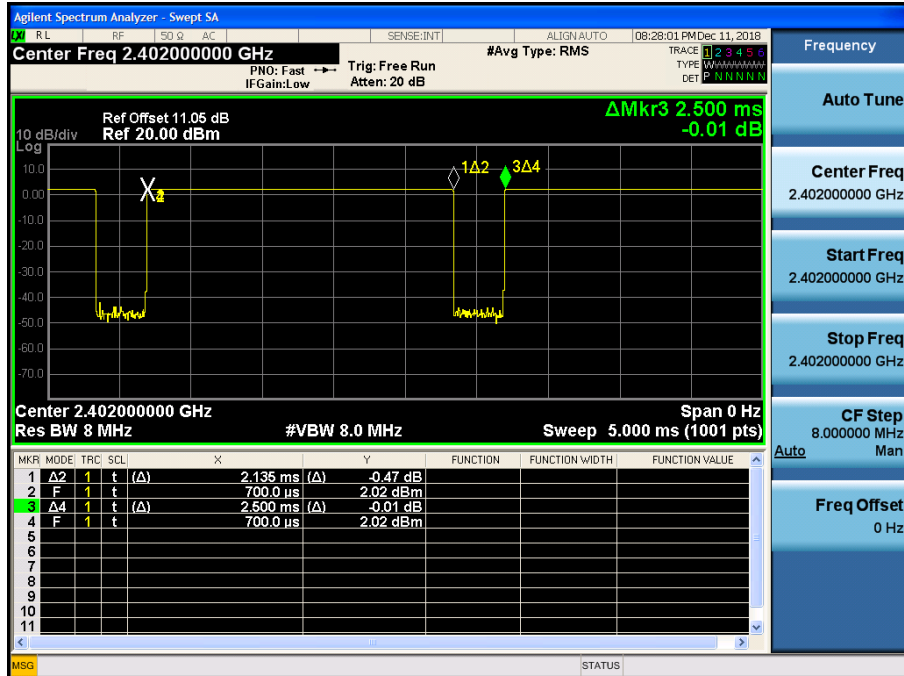 Agilent Spectrum Analyzer - Swept SA
LXI RL RF 50 Ω AC SENSE:INT ALIGN AUTO 08:28:01 PM Dec 11, 2018
Center Freq 2.402000000 GHz
#Avg Type: RMS
TRACE 1 2 3 4 5 6
TYPE WWWWWWW
DET P N N N N N
PNO: Fast
IFGain:Low
Trig: Free Run
Atten: 20 dB
Frequency
ΔMkr3 2.500 ms
-0.01 dB
Ref Offset 11.05 dB
10 dB/div Ref 20.00 dBm
Log
10.0
0.00
-10.0
-20.0
-30.0
-40.0
-50.0
-60.0
-70.0
1Δ2 3Δ4
Center 2.402000000 GHz Span 0 Hz
Res BW 8 MHz #VBW 8.0 MHz Sweep 5.000 ms (1001 pts)
MKR MODE TRC SCL X Y FUNCTION FUNCTION WIDTH FUNCTION VALUE
1 Δ2 1 t (Δ) 2.135 ms (Δ) -0.47 dB
2 F 1 t 700.0 µs 2.02 dBm
3 Δ4 1 t (Δ) 2.500 ms (Δ) -0.01 dB
4 F 1 t 700.0 µs 2.02 dBm
5
6
7
8
9
10
11
MSG STATUS
Auto Tune
Center Freq
2.402000000 GHz
Start Freq
2.402000000 GHz
Stop Freq
2.402000000 GHz
CF Step
8.000000 MHz
Auto Man
Freq Offset
0 Hz